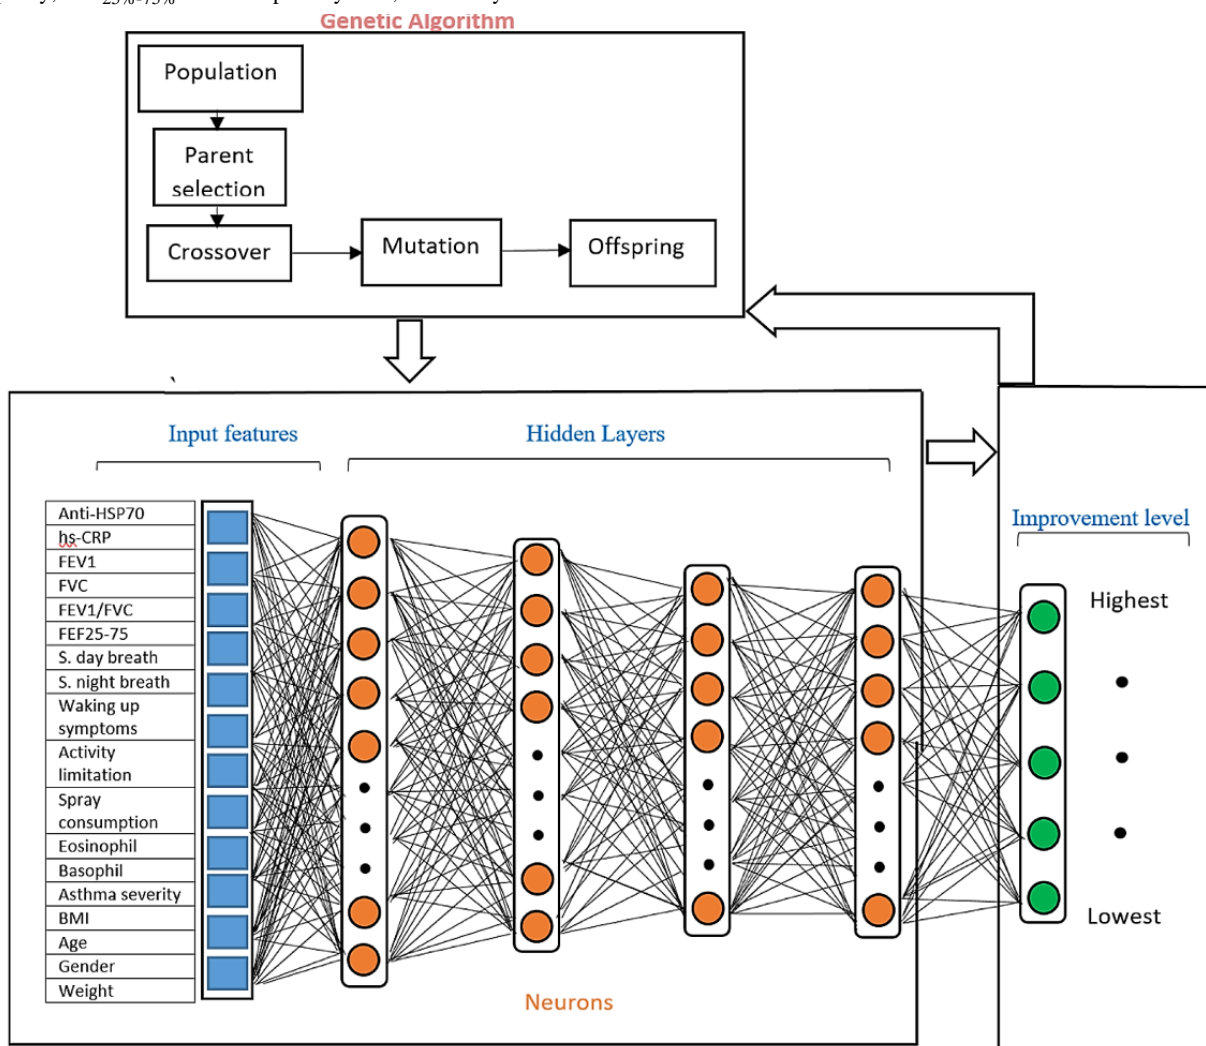 Genetic Algorithm
Population
Parent
selection
Crossover
Mutation
Offspring
Input features
Hidden Layers
Improvement level
Anti-HSP70
hs-CRP
FEV1
FVC
FEV1/FVC
FEF25-75
S. day breath
S. night breath
Waking up
symptoms
Activity
limitation
Spray
consumption
Eosinophil
Basophil
Asthma severity
BMI
Age
Gender
Weight
Highest
Lowest
Neurons